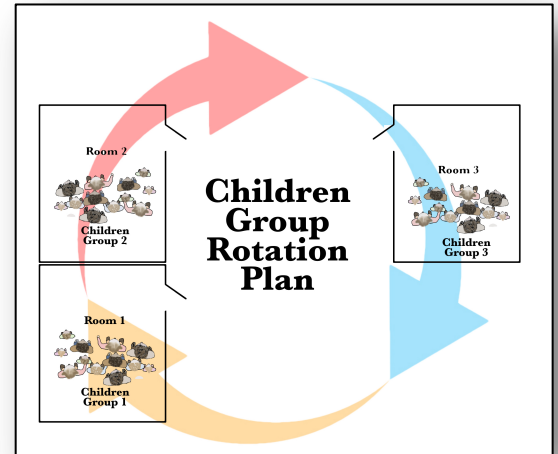 Children
Group
Rotation
Plan
Room 2
Children
Group 2
Room 3
Children
Group 3
Room 1
Children
Group 1